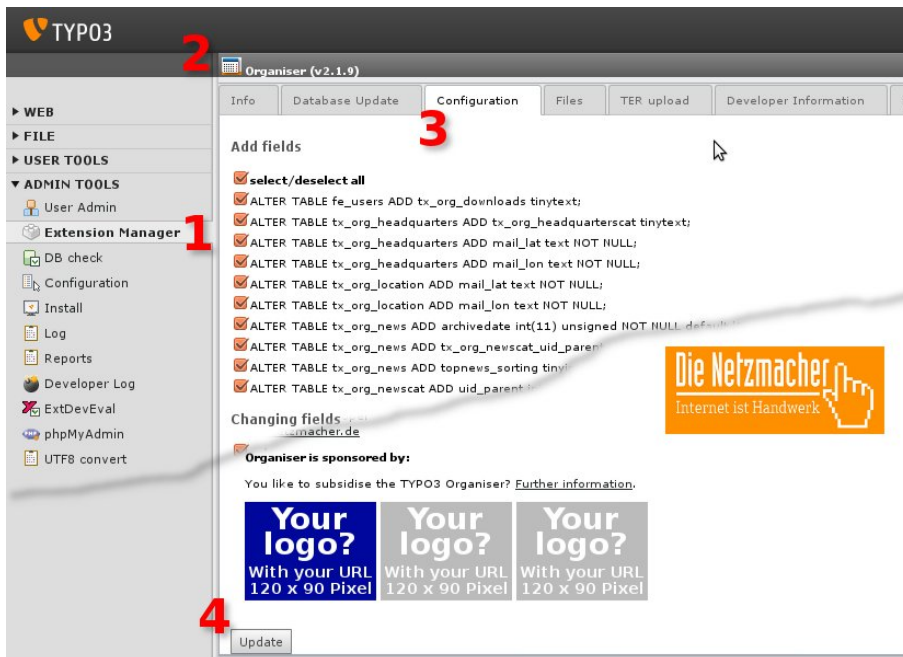 TYPO3
2
Organiser (v2.1.9)
Info
Database Update
Configuration
Files
TER upload
Developer Information
3
WEB
FILE
USER TOOLS
ADMIN TOOLS
User Admin
Extension Manager
1
DB check
Configuration
Install
Log
Reports
Developer Log
ExtDevEval
phpMyAdmin
UTF8 convert
Add fields
select/deselect all
ALTER TABLE fe_users ADD tx_org_downloads tinytext;
ALTER TABLE tx_org_headquarters ADD tx_org_headquarterscat tinytext;
ALTER TABLE tx_org_headquarters ADD mail_lat text NOT NULL;
ALTER TABLE tx_org_headquarters ADD mail_lon text NOT NULL;
ALTER TABLE tx_org_location ADD mail_lat text NOT NULL;
ALTER TABLE tx_org_location ADD mail_lon text NOT NULL;
ALTER TABLE tx_org_news ADD archivedate int(11) unsigned NOT NULL
ALTER TABLE tx_org_news ADD tx_org_newscat_uid_parent
ALTER TABLE tx_org_news ADD topnews_sorting
ALTER TABLE tx_org_newscat ADD uid_parent
Die Netzmacher
Internet ist Handwerk
Changing fields
Organiser is sponsored by:
You like to subsidise the TYPO3 Organiser? Further information.
Your logo?
With your URL
120 x 90 Pixel
Your logo?
With your URL
120 x 90 Pixel
Your logo?
With your URL
120 x 90 Pixel
4
Update